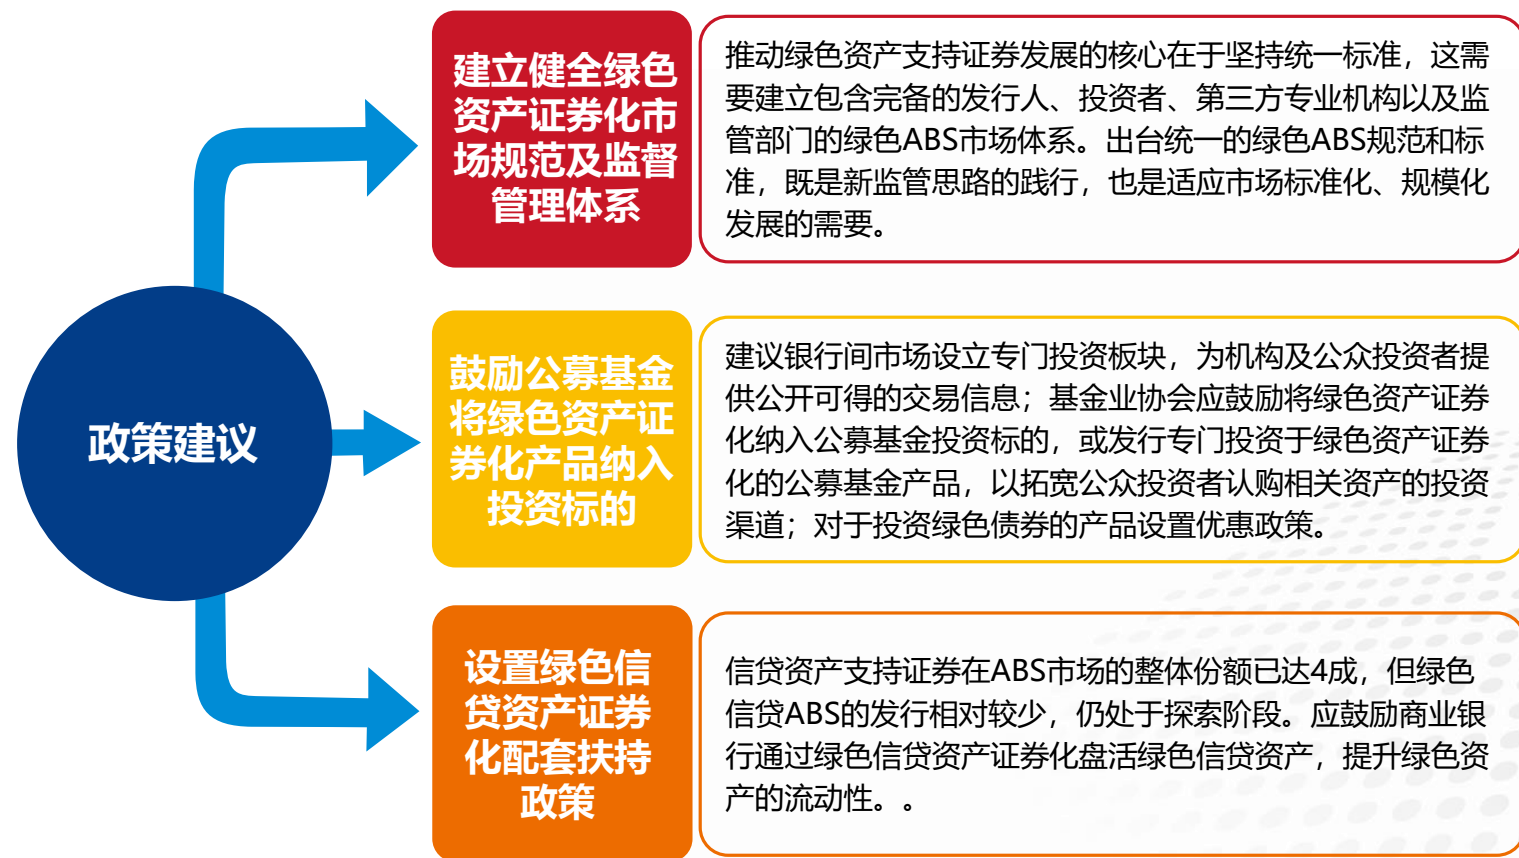 政策建议
建立健全绿色
资产证券化市
场规范及监督
管理体系
推动绿色资产支持证券发展的核心在于坚持统一标准，这需
要建立包含完备的发行人、投资者、第三方专业机构以及监
管部门的绿色ABS市场体系。出台统一的绿色ABS规范和标
准，既是新监管思路的践行，也是适应市场标准化、规模化
发展的需要。
鼓励公募基金
将绿色资产证
券化产品纳入
投资标的
建议银行间市场设立专门投资板块，为机构及公众投资者提
供公开可得的交易信息；基金业协会应鼓励将绿色资产证券
化纳入公募基金投资标的，或发行专门投资于绿色资产证券
化的公募基金产品，以拓宽公众投资者认购相关资产的投资
渠道；对于投资绿色债券的产品设置优惠政策。
设置绿色信
贷资产证券
化配套扶持
政策
信贷资产支持证券在ABS市场的整体份额已达4成，但绿色
信贷ABS的发行相对较少，仍处于探索阶段。应鼓励商业银
行通过绿色信贷资产证券化盘活绿色信贷资产，提升绿色资
产的流动性。。